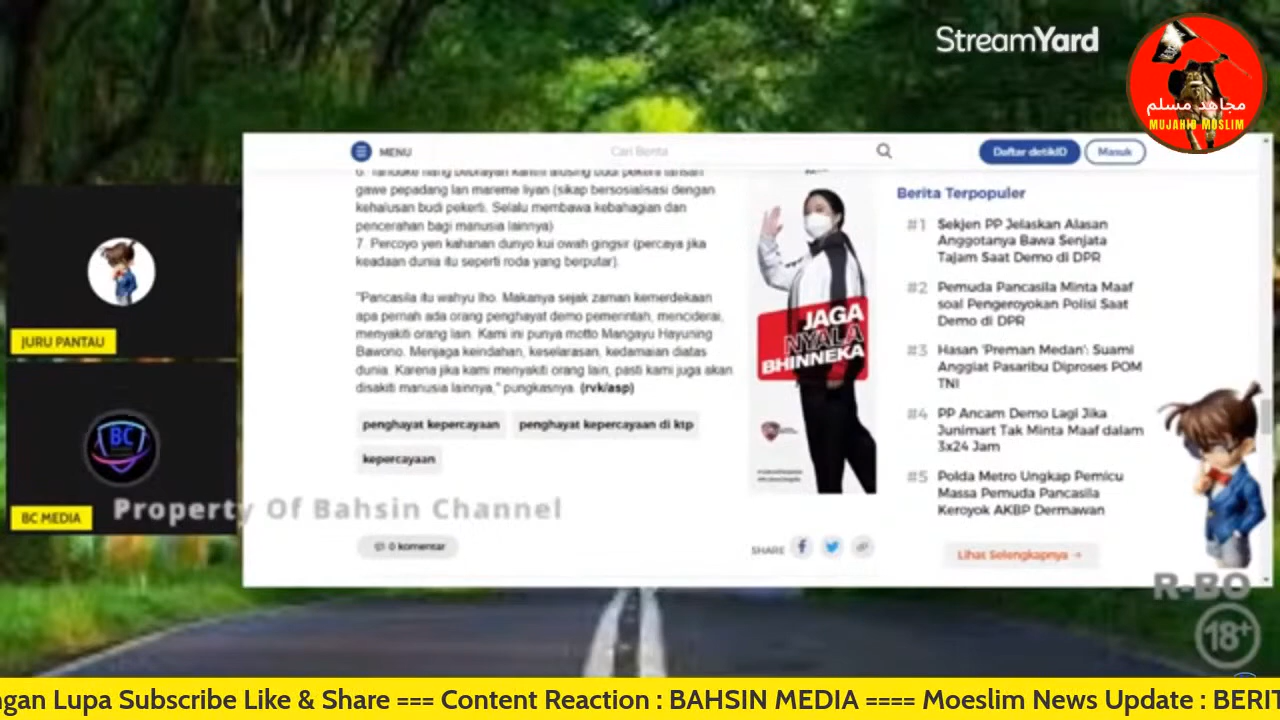 StreamYard
مجاهد مسلم
MUJAHID MOSLIM
MENU
Cari Berita
Daftar detikID
Masuk
gawe pepadang lan mareme liyan (sikap bersosialisasi dengan
kehalusan budi pekerti. Selalu membawa kebahagian dan
pencerahan bagi manusia lainnya)
7. Percoyo yen kahanan dunyo kui owah gingsir (percaya jika
keadaan dunia itu seperti roda yang berputar).
"Pancasila itu wahyu lho. Makanya sejak zaman kemerdekaan
apa pernah ada orang penghayat demo pemerintah, menciderai,
menyakiti orang lain. Kami ini punya motto Mangayu Hayuning
Bawono. Menjaga keindahan, keselarasan, kedamaian diatas
dunia. Karena jika kami menyakiti orang lain, pasti kami juga akan
disakiti manusia lainnya," pungkasnya. (rvk/asp)
penghayat kepercayaan
penghayat kepercayaan di ktp
kepercayaan
0 komentar
SHARE
JAGA
NYALA
BHINNEKA
Berita Terpopuler
#1 Sekjen PP Jelaskan Alasan
Anggotanya Bawa Senjata
Tajam Saat Demo di DPR
#2 Pemuda Pancasila Minta Maaf
soal Pengeroyokan Polisi Saat
Demo di DPR
#3 Hasan 'Preman Medan': Suami
Anggiat Pasaribu Diproses POM
TNI
#4 PP Ancam Demo Lagi Jika
Junimart Tak Minta Maaf dalam
3x24 Jam
#5 Polda Metro Ungkap Pemicu
Massa Pemuda Pancasila
Keroyok AKBP Dermawan
Lihat Selengkapnya →
JURU PANTAU
BC
BC MEDIA
Property Of Bahsin Channel
R-BO
18+
ngan Lupa Subscribe Like & Share === Content Reaction : BAHSIN MEDIA ==== Moeslim News Update : BERIT